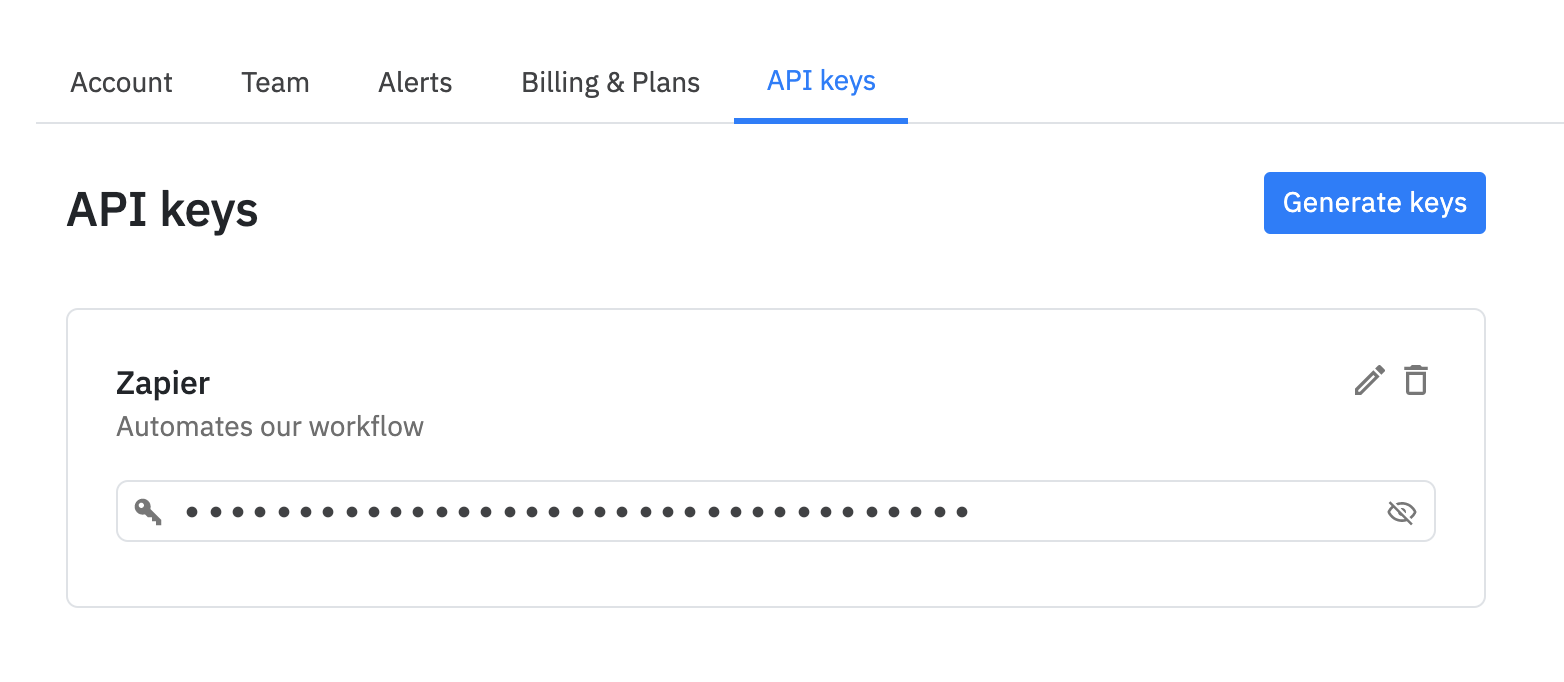 Account Team Alerts Billing & Plans API keys
API keys
Generate keys
Zapier
Automates our workflow